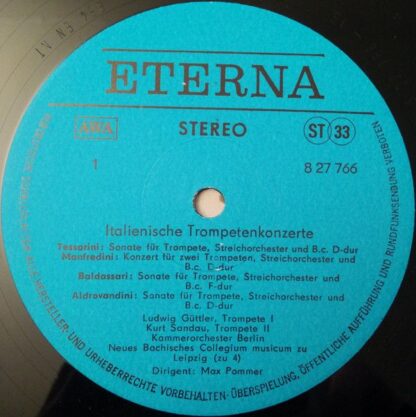 ETERNA
AWA
STEREO
ST 33
1
8 27 766
Italienische Trompetenkonzerte
Tessarini: Sonate für Trompete, Streichorchester und B.c. D-dur
Manfredini: Konzert für zwei Trompeten, Streichorchester und
B.c. D-dur
Baldassari: Sonate für Trompete, Streichorchester und
B.c. F-dur
Aldrovandini: Sonate für Trompete, Streichorchester und
B.c. D-dur
Ludwig Güttler, Trompete I
Kurt Sandau, Trompete II
Kammerorchester Berlin
Neues Bachisches Collegium musicum zu
Leipzig (zu 4)
Dirigent: Max Pommer
HERSTELLER- UND URHEBERRECHTE VORBEHALTEN · ÜBERSPIELUNG, ÖFFENTLICHE AUFFÜHRUNG UND RUNDFUNKSENDUNG VERBOTEN